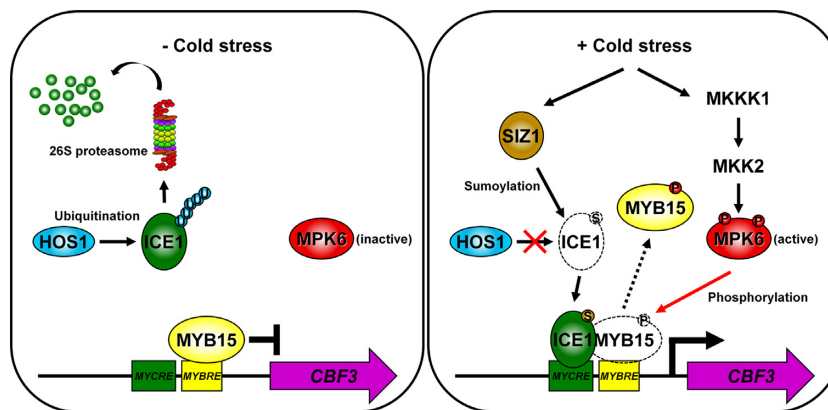 - Cold stress
26S proteasome
Ubiquitination
U U U U
HOS1
ICE1
MPK6 (inactive)
MYB15
MYCRE MYBRE
CBF3
+ Cold stress
MKKK1
SIZ1
MKK2
Sumoylation
P
MYB15
P P
MPK6 (active)
S
HOS1
ICE1
Phosphorylation
S
P
ICE1 MYB15
MYCRE MYBRE
CBF3